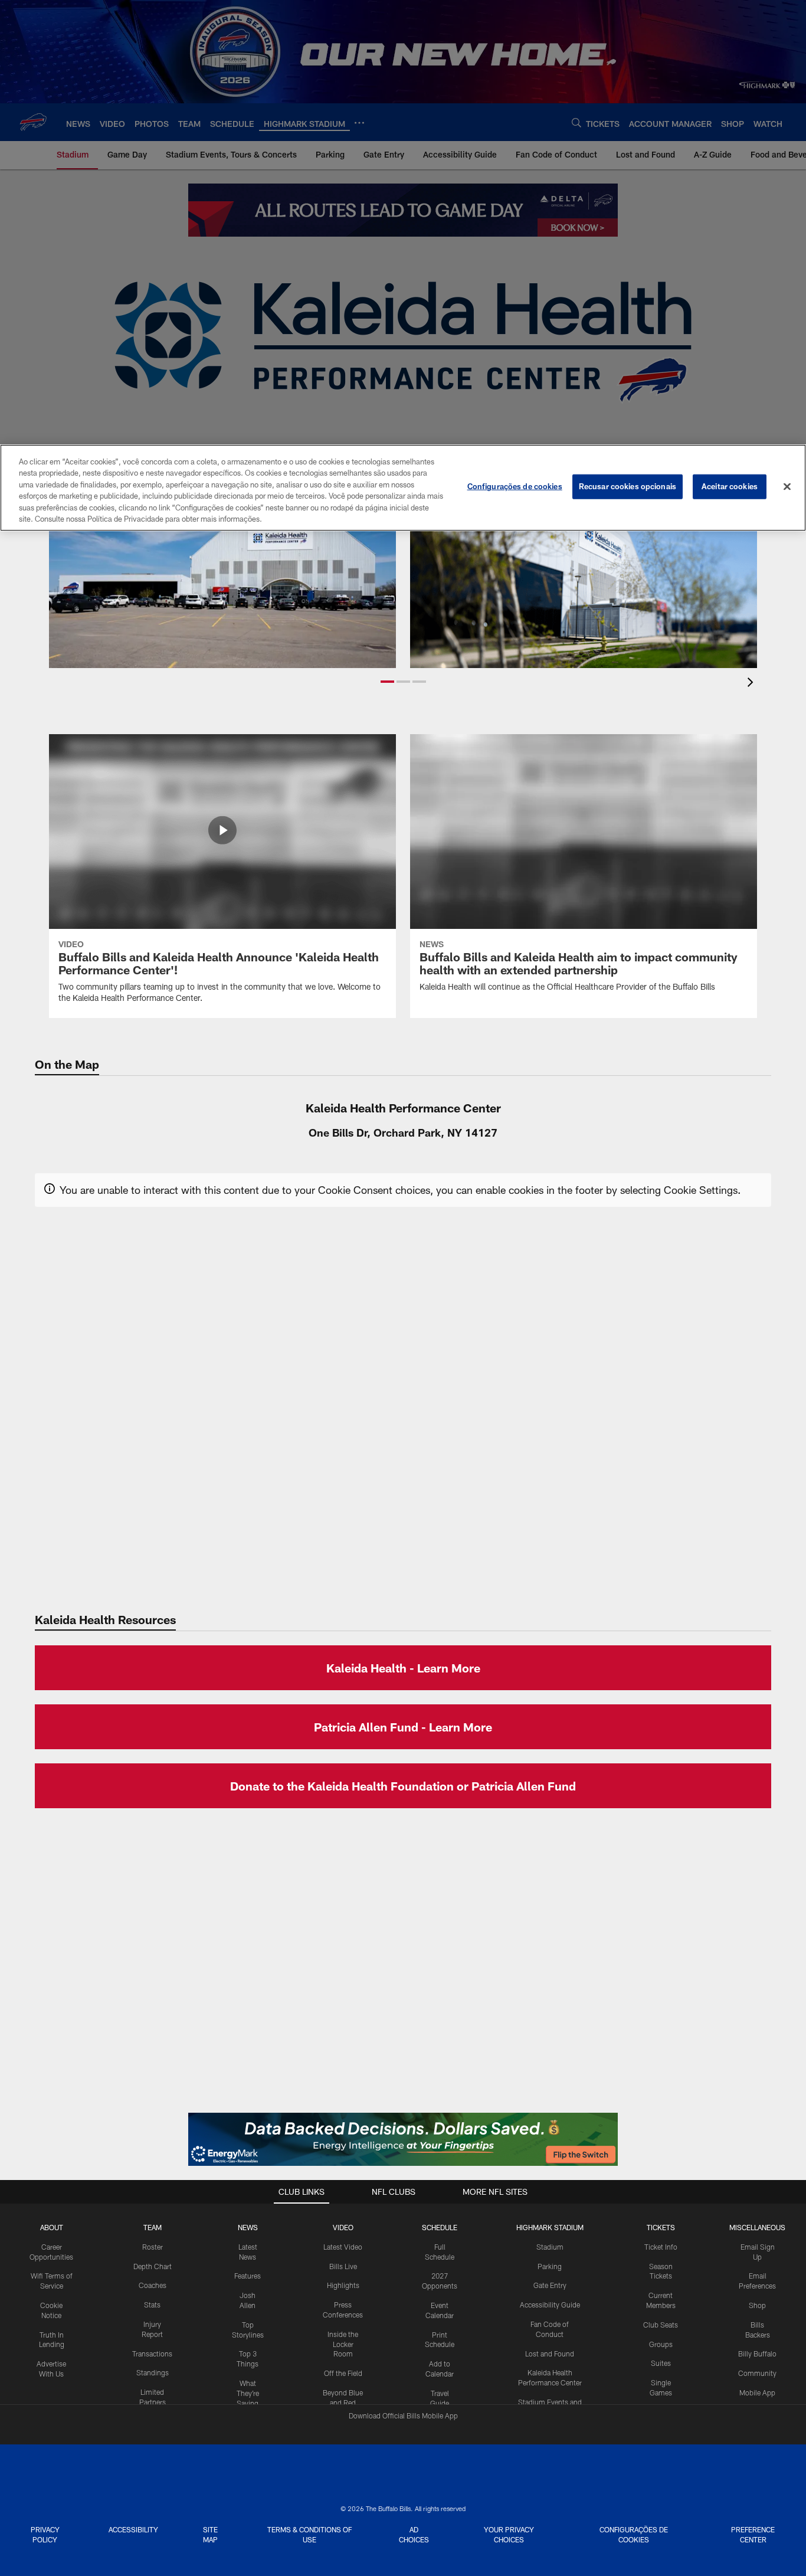 INAUGURAL SEASON
2026
OUR NEW HOME.
HIGHMARK
NEWS VIDEO PHOTOS TEAM SCHEDULE HIGHMARK STADIUM ... TICKETS ACCOUNT MANAGER SHOP WATCH
Stadium Game Day Stadium Events, Tours & Concerts Parking Gate Entry Accessibility Guide Fan Code of Conduct Lost and Found A-Z Guide Food and Beve
ALL ROUTES LEAD TO GAME DAY
DELTA
BOOK NOW >
Kaleida Health
PERFORMANCE CENTER
Ao clicar em "Aceitar cookies", você concorda com a coleta, o armazenamento e o uso de cookies e tecnologias semelhantes
nesta propriedade, neste dispositivo e neste navegador específicos. Os cookies e tecnologias semelhantes são usados para
uma série de motivos, como, por exemplo, aperfeiçoar a navegação no site, analisar o uso do site e auxiliar em nossos
esforços de marketing e publicidade, incluindo publicidade direcionada por meio de terceiros. Você pode personalizar ainda mais
suas preferências de cookies, clicando no link "Configurações de cookies" neste banner ou no rodapé da página inicial deste
site. Consulte nossa Política de Privacidade para obter mais informações.
Configurações de cookies
Recusar cookies opcionais
Aceitar cookies
Kaleida Health
Kaleida Health
VIDEO
Buffalo Bills and Kaleida Health Announce 'Kaleida Health
Performance Center'!
Two community pillars teaming up to invest in the community that we love. Welcome to
the Kaleida Health Performance Center.
NEWS
Buffalo Bills and Kaleida Health aim to impact community
health with an extended partnership
Kaleida Health will continue as the Official Healthcare Provider of the Buffalo Bills
On the Map
Kaleida Health Performance Center
One Bills Dr, Orchard Park, NY 14127
You are unable to interact with this content due to your Cookie Consent choices, you can enable cookies in the footer by selecting Cookie Settings.
Kaleida Health Resources
Kaleida Health - Learn More
Patricia Allen Fund - Learn More
Donate to the Kaleida Health Foundation or Patricia Allen Fund
Data Backed Decisions. Dollars Saved.
EnergyMark
Electric-Gas-Renewables
Energy Intelligence at Your Fingertips
Flip the Switch
CLUB LINKS NFL CLUBS MORE NFL SITES
ABOUT
Career
Opportunities
Wifi Terms of
Service
Cookie
Notice
Truth In
Lending
Advertise
With Us
TEAM
Roster
Depth Chart
Coaches
Stats
Injury
Report
Transactions
Standings
Limited
Partners
NEWS
Latest
News
Features
Josh
Allen
Top
Storylines
Top 3
Things
What
They're
Saying
VIDEO
Latest Video
Bills Live
Highlights
Press
Conferences
Inside the
Locker
Room
Off the Field
Beyond Blue
and Red
SCHEDULE
Full
Schedule
2027
Opponents
Event
Calendar
Print
Schedule
Add to
Calendar
Travel
Guide
HIGHMARK STADIUM
Stadium
Parking
Gate Entry
Accessibility Guide
Fan Code of
Conduct
Lost and Found
Kaleida Health
Performance Center
Stadium Events and
TICKETS
Ticket Info
Season
Tickets
Current
Members
Club Seats
Groups
Suites
Single
Games
MISCELLANEOUS
Email Sign
Up
Email
Preferences
Shop
Bills
Backers
Billy Buffalo
Community
Mobile App
Download Official Bills Mobile App
© 2026 The Buffalo Bills. All rights reserved
PRIVACY
POLICY
ACCESSIBILITY
SITE
MAP
TERMS & CONDITIONS OF
USE
AD
CHOICES
YOUR PRIVACY
CHOICES
CONFIGURAÇÕES DE
COOKIES
PREFERENCE
CENTER